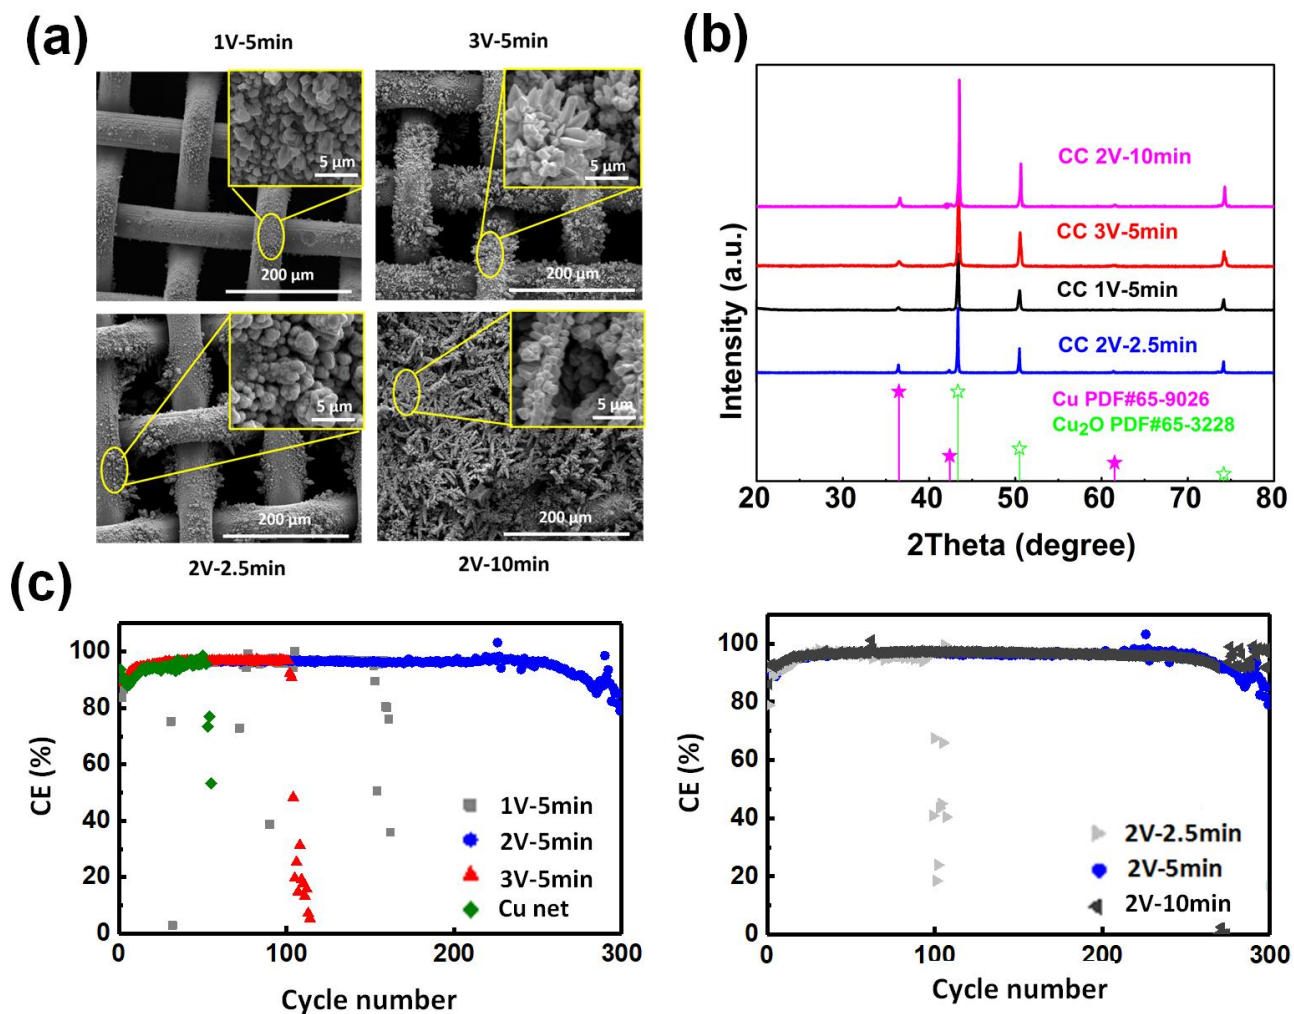 (a)
1V-5min
3V-5min
5 µm
5 µm
200 µm
200 µm
5 µm
5 µm
200 µm
200 µm
2V-2.5min
2V-10min
(b)
Intensity (a.u.)
CC 2V-10min
CC 3V-5min
CC 1V-5min
CC 2V-2.5min
Cu PDF#65-9026
Cu₂O PDF#65-3228
20 30 40 50 60 70 80
2Theta (degree)
(c)
CE (%)
100
80
60
40
20
0
1V-5min
2V-5min
3V-5min
Cu net
0 100 200 300
Cycle number
CE (%)
100
80
60
40
20
0
2V-2.5min
2V-5min
2V-10min
0 100 200 300
Cycle number